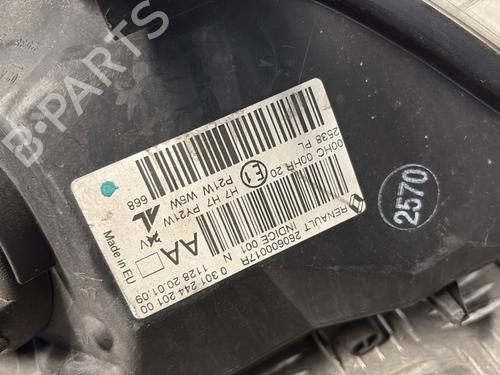 B-PARTS
00HC 00HR 20 E1
2538 PL
H7 H7 PY21W
P21W W5W
668
AL
RENAULT
INDICE 001
260600017R
N
0 301 244 201 00
1128 20.01.09
AA
Made in EU
2570